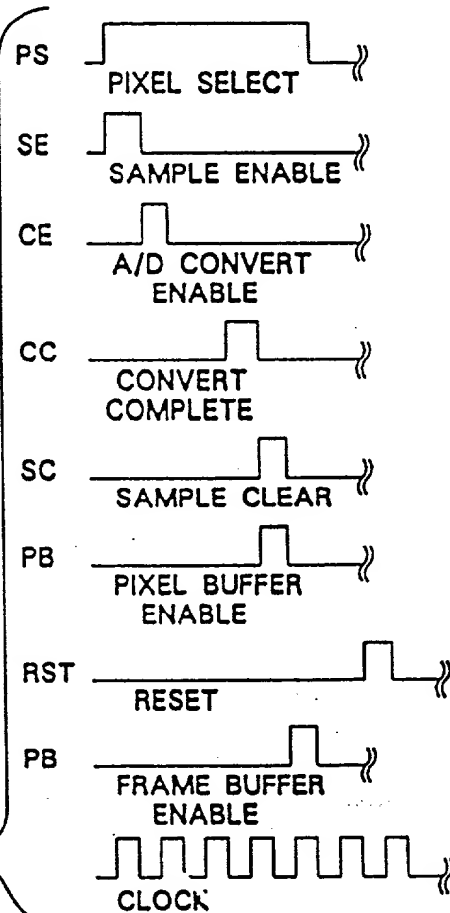 PS
PIXEL SELECT
SE
SAMPLE ENABLE
CE
A/D CONVERT
ENABLE
CC
CONVERT
COMPLETE
SC
SAMPLE CLEAR
PB
PIXEL BUFFER
ENABLE
RST
RESET
PB
FRAME BUFFER
ENABLE
CLOCK